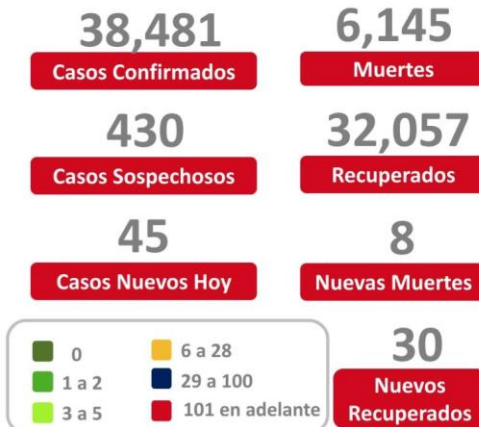 38,481
Casos Confirmados
6,145
Muertes
430
Casos Sospechosos
32,057
Recuperados
45
Casos Nuevos Hoy
8
Nuevas Muertes
0
1 a 2
3 a 5
6 a 28
29 a 100
101 en adelante
30
Nuevos
Recuperados